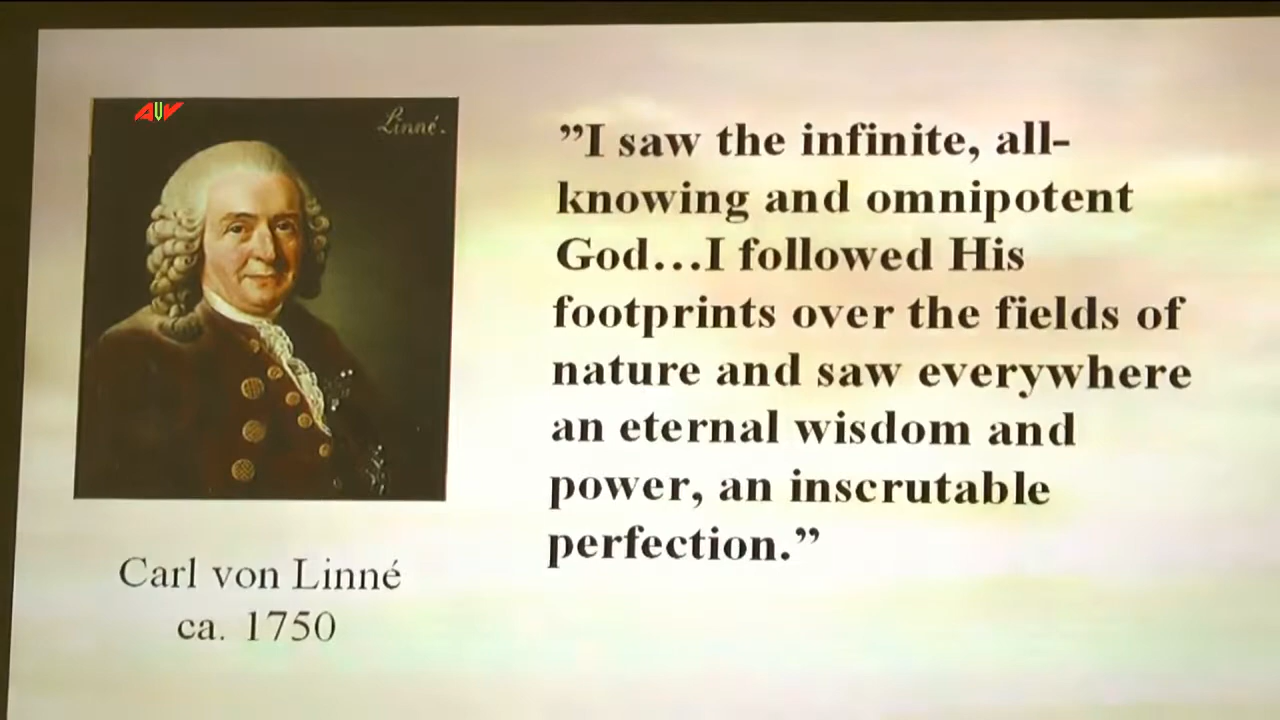 AVV
Linné.
”I saw the infinite, all-
knowing and omnipotent
God...I followed His
footprints over the fields of
nature and saw everywhere
an eternal wisdom and
power, an inscrutable
perfection.”
Carl von Linné
ca. 1750